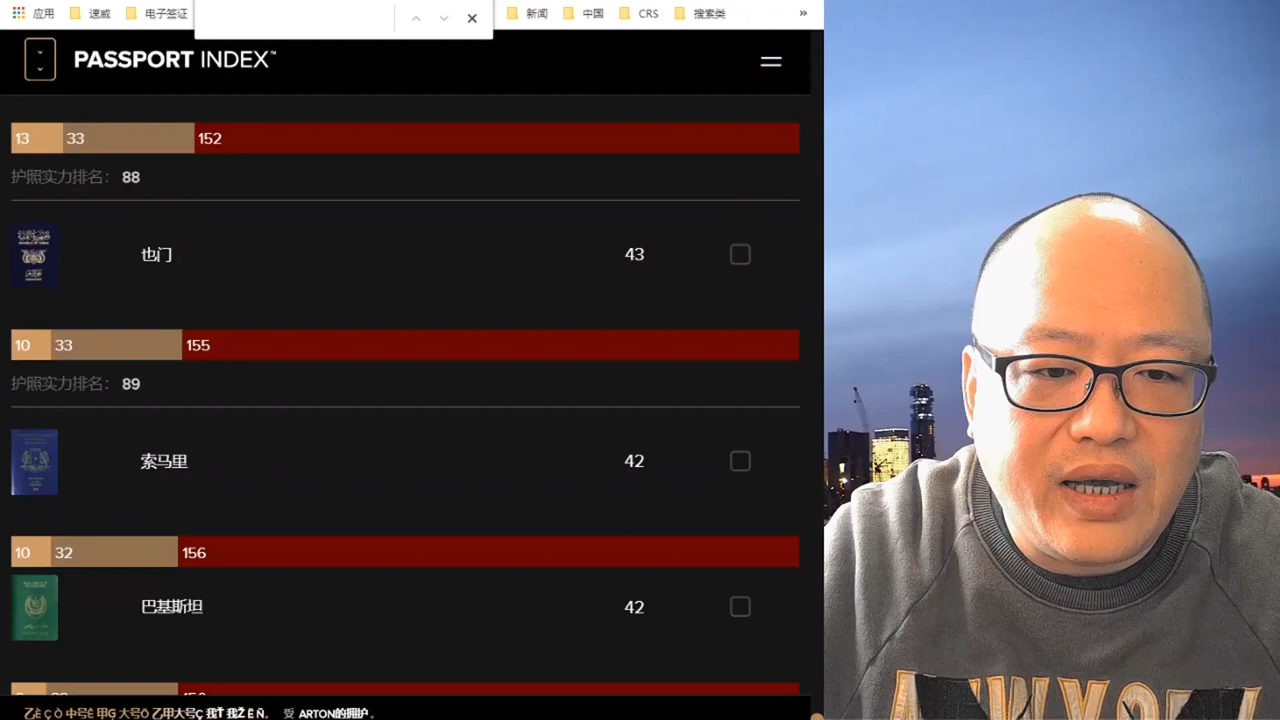 应用 速威 电子签证 新闻 中国 CRS 搜索类 »
PASSPORT INDEX™
13 33 152
护照实力排名： 88
也门 43
10 33 155
护照实力排名： 89
索马里 42
10 32 156
巴基斯坦 42
受 ARTON的拥护 。